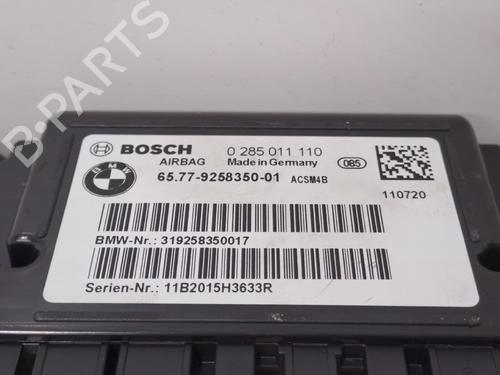 B-PARTS
BOSCH 0 285 011 110
AIRBAG Made in Germany 085
BMW
65.77-9258350-01 ACSM4B
110720
BMW-Nr.: 319258350017
Serien-Nr.: 11B2015H3633R